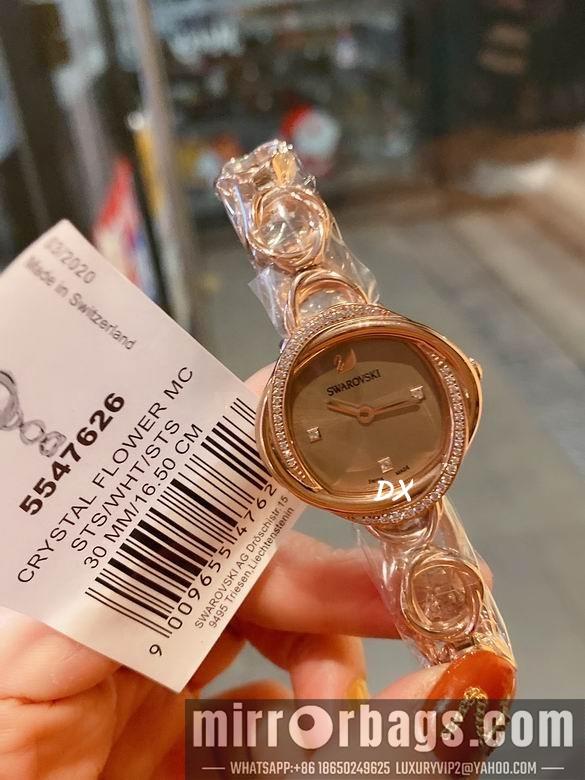 03/2020
Made in Switzerland
5547626
CRYSTAL FLOWER MC
STS/WHT/STS
30 MM/16.50 CM
9 009655 4762
SWAROVSKI AG Dröschistr. 15
9495 Triesen, Liechtenstein
SWAROVSKI
SWISS MADE
DX
mirrorbags.com
WHATSAPP:+86 18650249625 LUXURYVIP2@YAHOO.COM